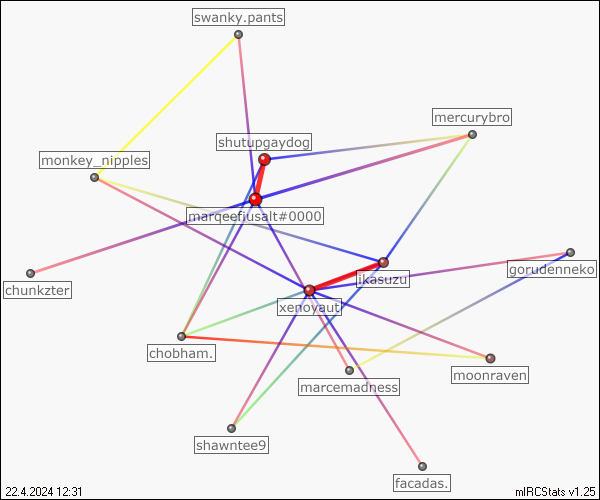 swanky.pants
mercurybro
shutupgaydog
monkey_nipples
marqeefiusalt#0000
gorudenneko
ikasuzu
chunkzter
xenoyaut
chobham.
moonraven
marcemadness
shawntee9
facadas.
22.4.2024 12:31
mIRCStats v1.25